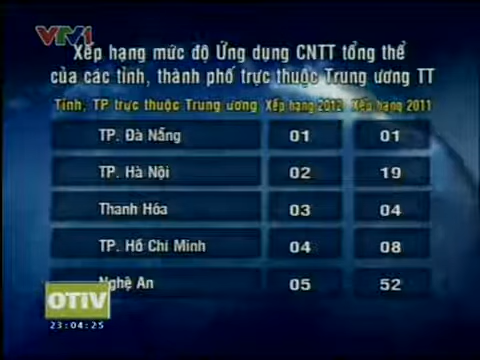 VTV1
Xếp hạng mức độ Ứng dụng CNTT tổng thể
của các tỉnh, thành phố trực thuộc Trung ương TT
Tỉnh, TP trực thuộc Trung ương Xếp hạng 2012 Xếp hạng 2011
TP. Đà Nẵng 01 01
TP. Hà Nội 02 19
Thanh Hóa 03 04
TP. Hồ Chí Minh 04 08
Nghệ An 05 52
OTIV
23:04:25